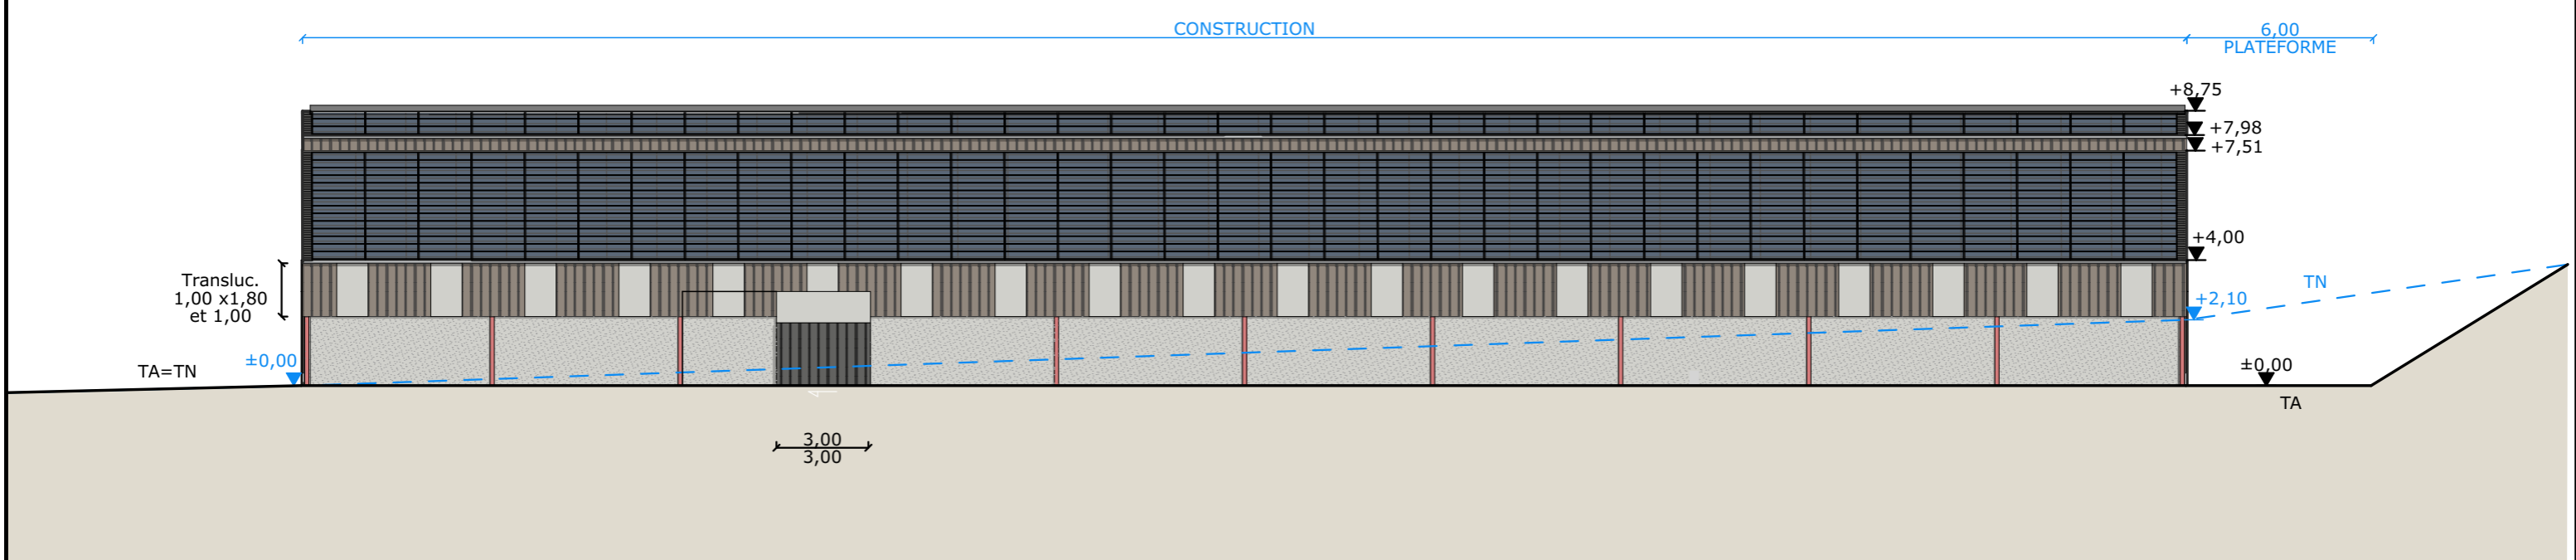 CONSTRUCTION
6,00
PLATEFORME
+8,75
+7,98
+7,51
+4,00
Transluc.
1,00 x1,80
et 1,00
TN
+2,10
±0,00
TA=TN
±0,00
TA
3,00
3,00